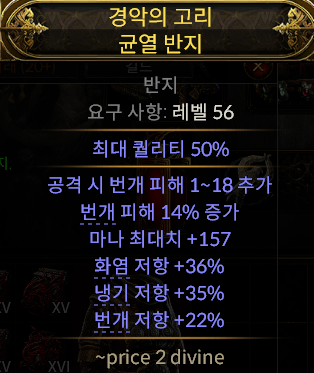 경악의 고리
균열 반지
반지
요구 사항: 레벨 56
최대 퀄리티 50%
공격 시 번개 피해 1~18 추가
번개 피해 14% 증가
마나 최대치 +157
화염 저항 +36%
냉기 저항 +35%
번개 저항 +22%
XV
XVI
~price 2 divine